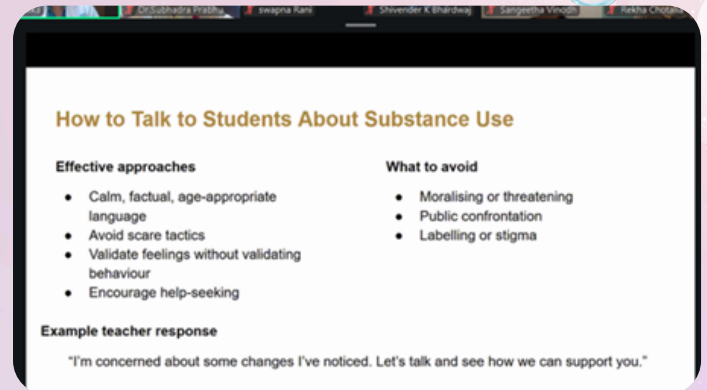 Dr.Subhadra Prabhu
swapna Rani
Shivender K Bhardwaj
Sangeetha Vinodh
Rekha Chotalia
How to Talk to Students About Substance Use
Effective approaches
● Calm, factual, age-appropriate
language
● Avoid scare tactics
● Validate feelings without validating
behaviour
● Encourage help-seeking
What to avoid
● Moralising or threatening
● Public confrontation
● Labelling or stigma
Example teacher response
“I’m concerned about some changes I’ve noticed. Let’s talk and see how we can support you.”